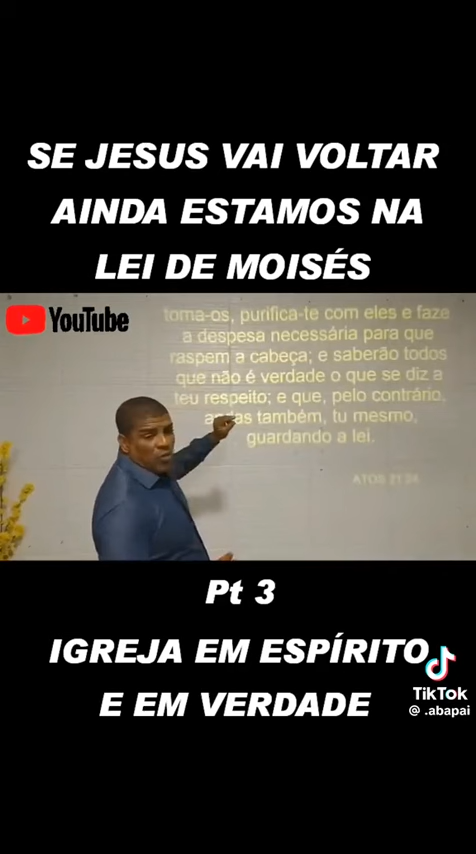 SE JESUS VAI VOLTAR
AINDA ESTAMOS NA
LEI DE MOISÉS
YouTube
toma-os, purifica-te com eles e faze
a despesa necessária para que
raspem a cabeça; e saberão todos
que não é verdade o que se diz a
teu respeito; e que, pelo contrário,
também, tu mesmo,
guardando a lei.
ATOS 21:24
Pt 3
IGREJA EM ESPÍRITO
E EM VERDADE
TikTok
@ .abapai